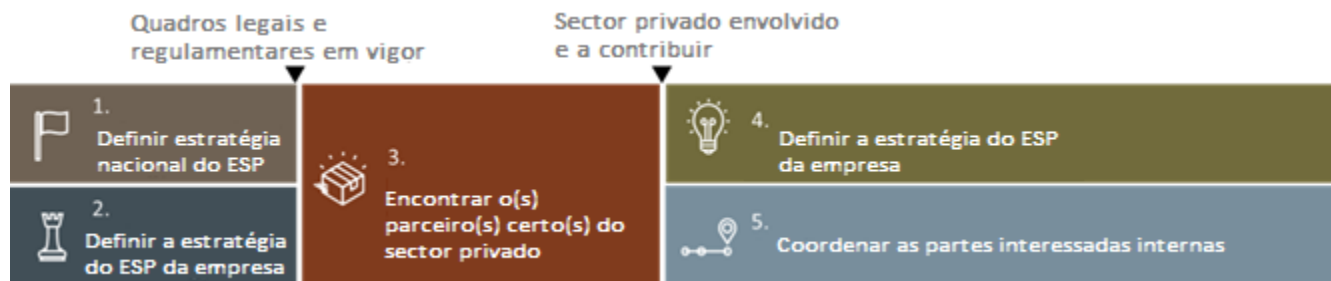 Quadros legais e
regulamentares em vigor
Sector privado envolvido
e a contribuir
1.
Definir estratégia
nacional do ESP
2.
Definir a estratégia
do ESP da empresa
3.
Encontrar o(s)
parceiro(s) certo(s) do
sector privado
4.
Definir a estratégia do ESP
da empresa
5.
Coordenar as partes interessadas internas